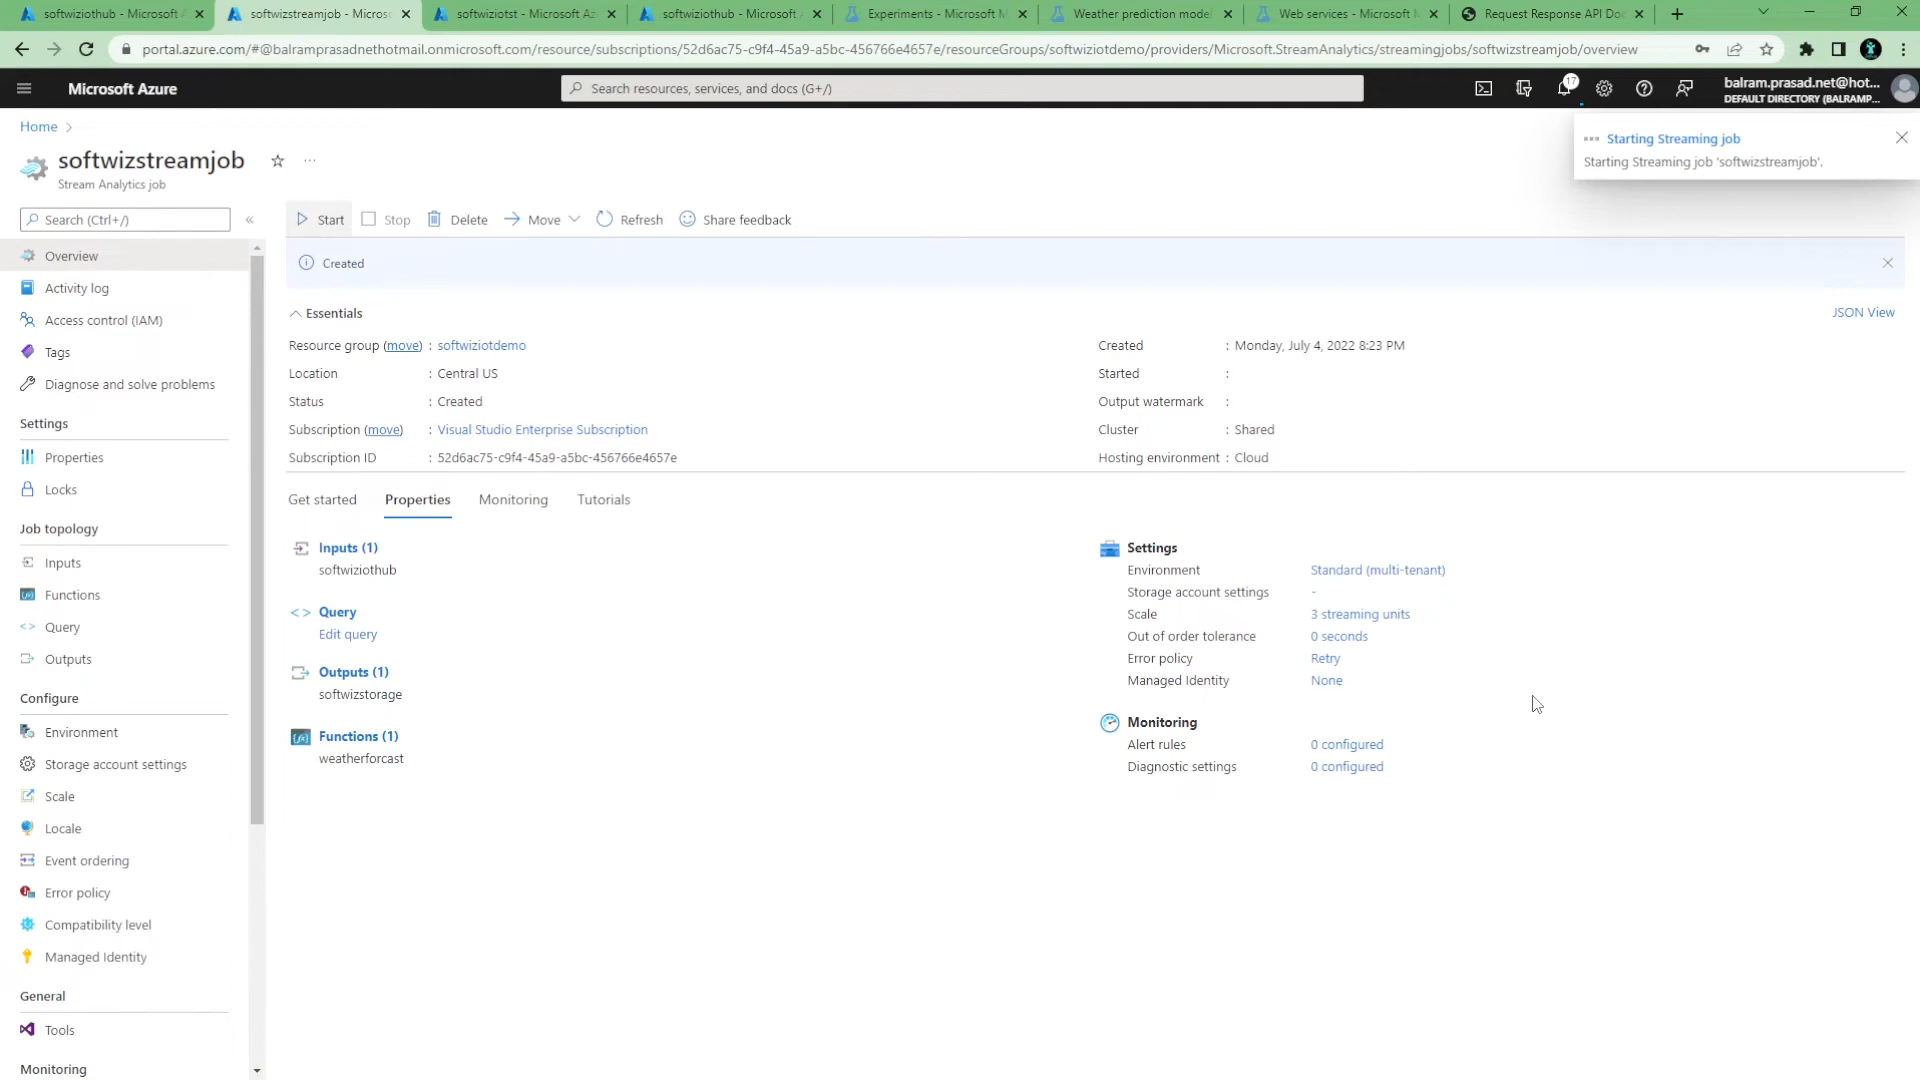 softwiziothub - Microsoft A
softwizstreamjob - Microsof
softwiziotst - Microsoft Az
softwiziothub - Microsoft A
Experiments - Microsoft M
Weather prediction model
Web services - Microsoft M
Request Response API Do
portal.azure.com/#@balramprasadnethotmail.onmicrosoft.com/resource/subscriptions/52d6ac75-c9f4-45a9-a5bc-456766e4657e/resourceGroups/softwiziotdemo/providers/Microsoft.StreamAnalytics/streamingjobs/softwizstreamjob/overview
Microsoft Azure
Search resources, services, and docs (G+/)
17
balram.prasad.net@hot...
DEFAULT DIRECTORY (BALRAMP...
Home
Starting Streaming job
Starting Streaming job 'softwizstreamjob'.
softwizstreamjob
Stream Analytics job
Search (Ctrl+/)
Start
Stop
Delete
Move
Refresh
Share feedback
Overview
Activity log
Access control (IAM)
Tags
Diagnose and solve problems
Settings
Properties
Locks
Job topology
Inputs
Functions
Query
Outputs
Configure
Environment
Storage account settings
Scale
Locale
Event ordering
Error policy
Compatibility level
Managed Identity
General
Tools
Monitoring
Created
Essentials
JSON View
Resource group (move) : softwiziotdemo
Location : Central US
Status : Created
Subscription (move) : Visual Studio Enterprise Subscription
Subscription ID : 52d6ac75-c9f4-45a9-a5bc-456766e4657e
Created : Monday, July 4, 2022 8:23 PM
Started :
Output watermark :
Cluster : Shared
Hosting environment : Cloud
Get started
Properties
Monitoring
Tutorials
Inputs (1)
softwiziothub
Query
Edit query
Outputs (1)
softwizstorage
Functions (1)
weatherforcast
Settings
Environment Standard (multi-tenant)
Storage account settings -
Scale 3 streaming units
Out of order tolerance 0 seconds
Error policy Retry
Managed Identity None
Monitoring
Alert rules 0 configured
Diagnostic settings 0 configured